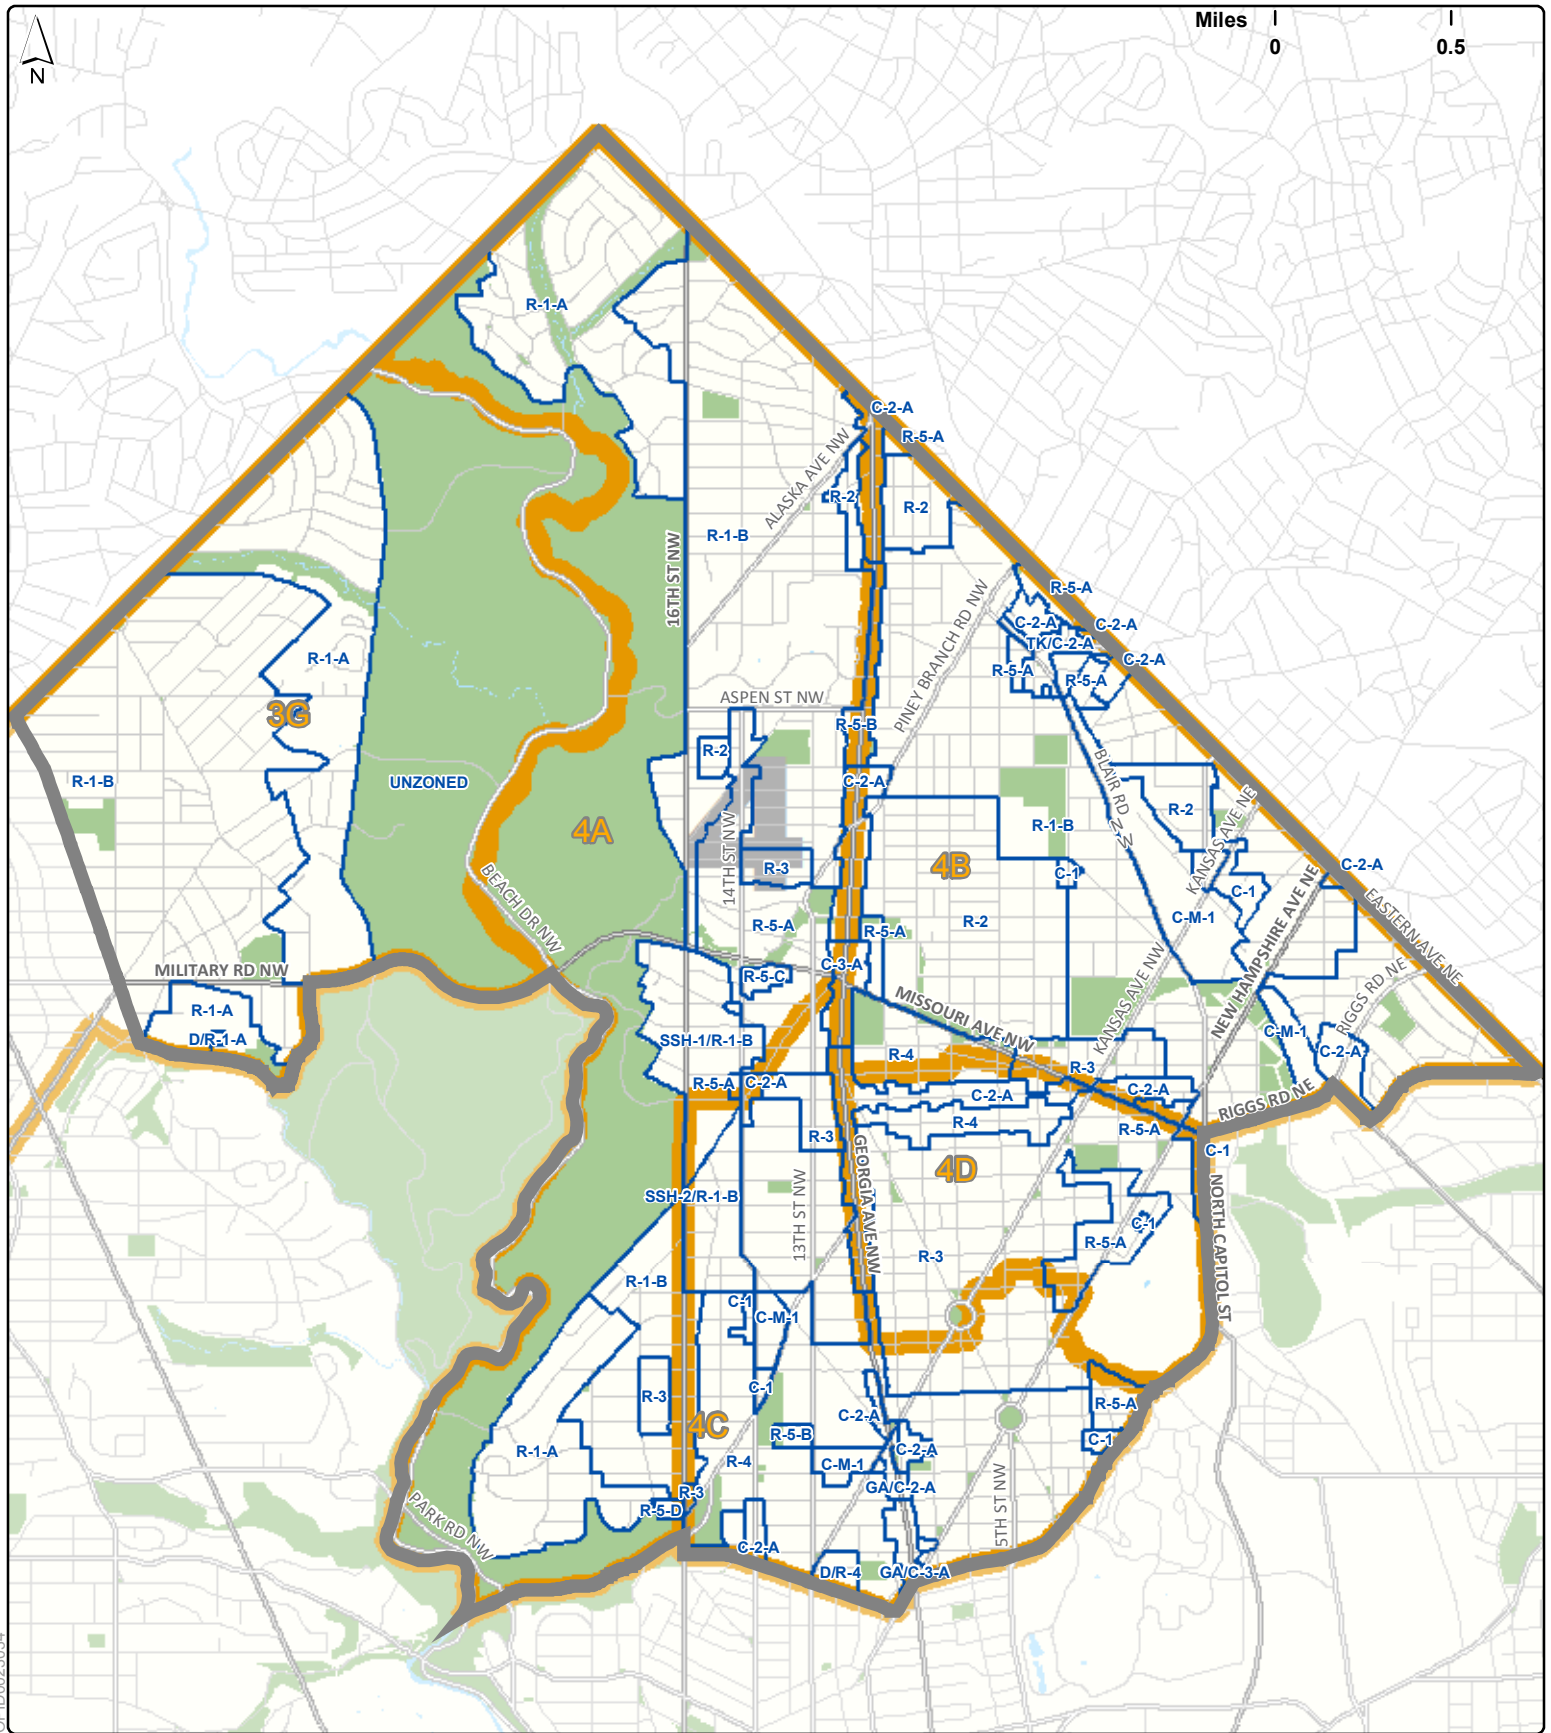 Miles
0
0.5
N
R-1-A
C-2-A
R-5-A
ALASKA AVE NW
R-2
R-2
R-1-B
16TH ST NW
R-5-A
PINEY BRANCH RD NW
C-2-A
C-2-A
TK/C-2-A
C-2-A
R-1-A
R-5-A
R-5-A
ASPEN ST NW
3G
R-5-B
R-2
R-1-B
UNZONED
C-2-A
BLAIR RD NW
R-2
KANSAS AVE NE
4A
R-1-B
14TH ST NW
R-3
4B
C-1
C-2-A
C-1
BEACH DR NW
EASTERN AVE NE
R-5-A
R-5-A
R-2
C-M-1
NEW HAMPSHIRE AVE NE
MILITARY RD NW
C-3-A
R-5-C
KANSAS AVE NW
RIGGS RD NE
R-1-A
MISSOURI AVE NW
D/R-1-A
SSH-1/R-1-B
C-M-1
C-2-A
R-4
R-3
R-5-A
C-2-A
C-2-A
C-2-A
RIGGS RD NE
R-4
R-5-A
R-3
C-1
GEORGIA AVE NW
4D
SSH-2/R-1-B
13TH ST NW
NORTH CAPITOL ST
C-1
R-5-A
R-3
R-1-B
C-1
C-M-1
C-1
R-3
R-5-A
C-2-A
4C
R-5-B
C-1
R-1-A
C-2-A
R-4
C-M-1
GA/C-2-A
R-3
R-5-D
PARK RD NW
5TH ST NW
C-2-A
D/R-4
GA/C-3-A